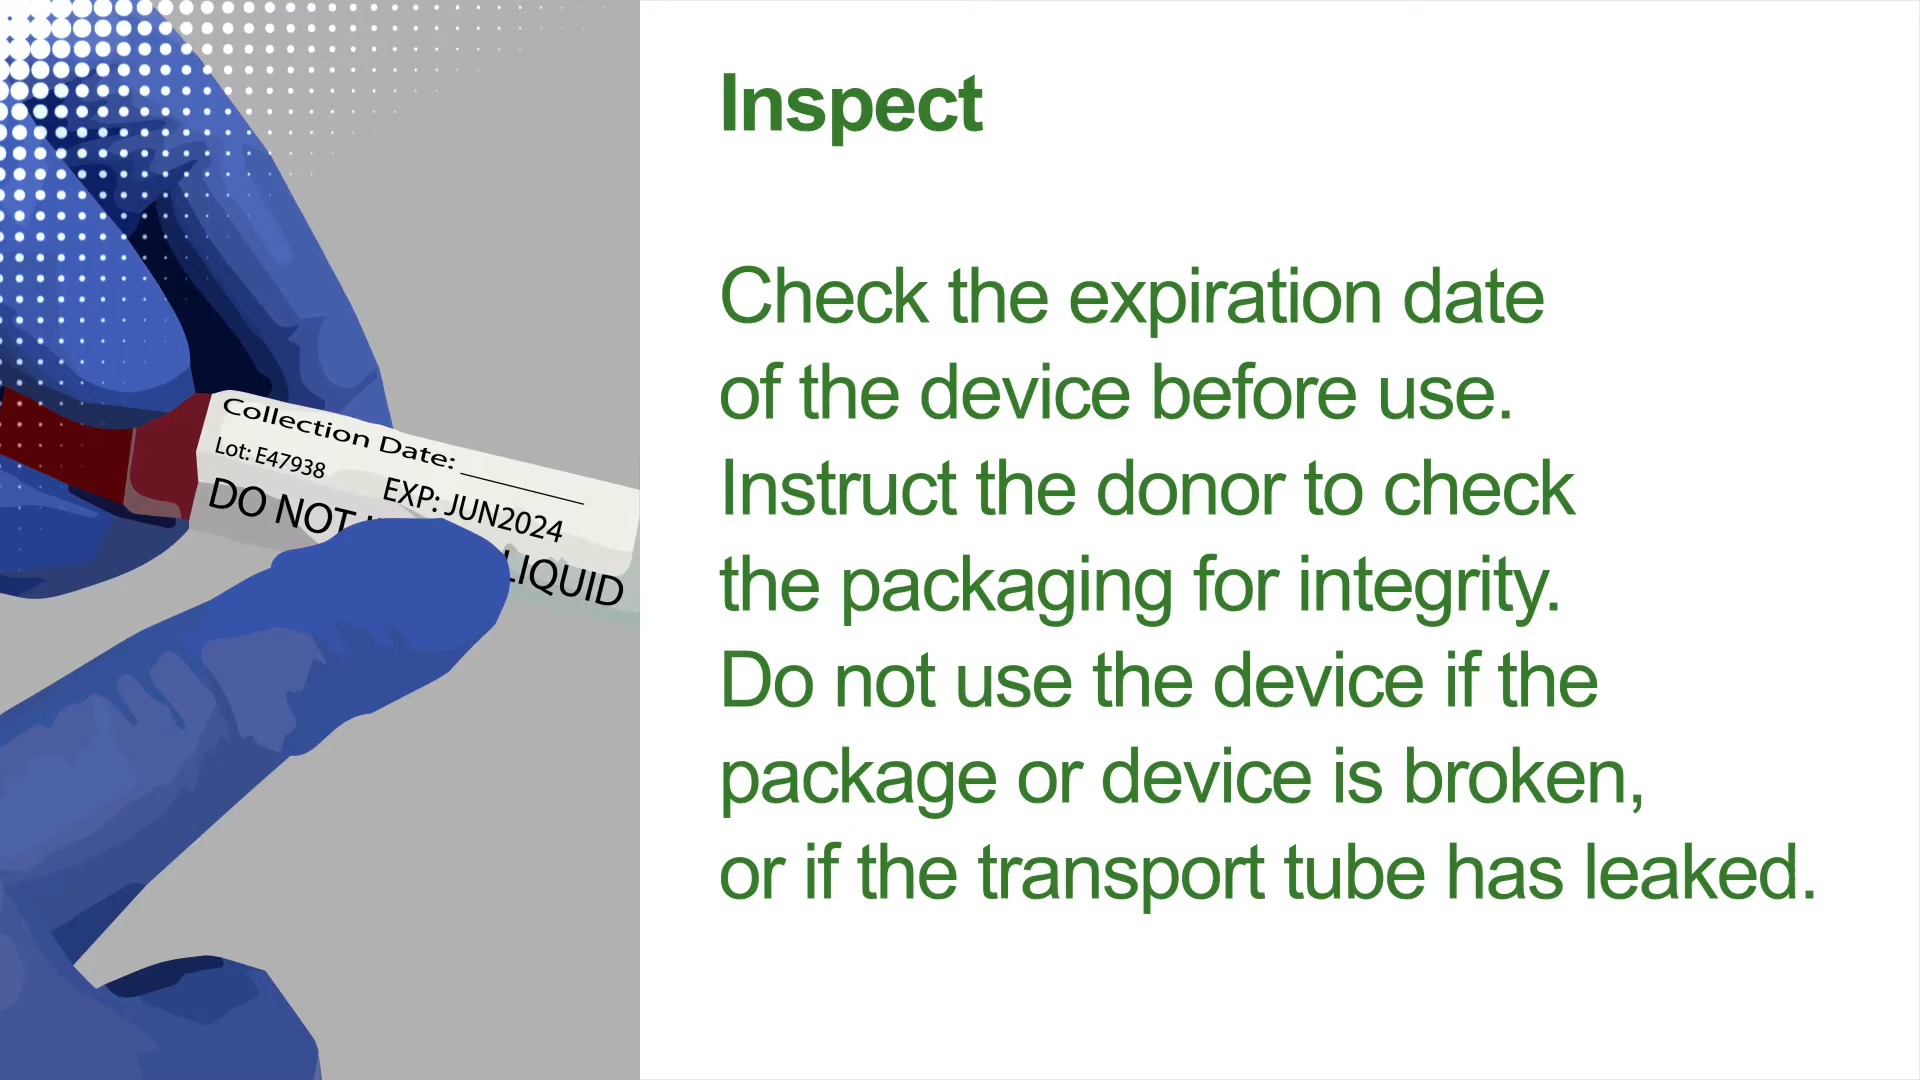 Inspect
Check the expiration date
of the device before use.
Instruct the donor to check
the packaging for integrity.
Do not use the device if the
package or device is broken,
or if the transport tube has leaked.
Collection Date:
Lot: E47938
EXP: JUN2024
DO NOT LIQUID